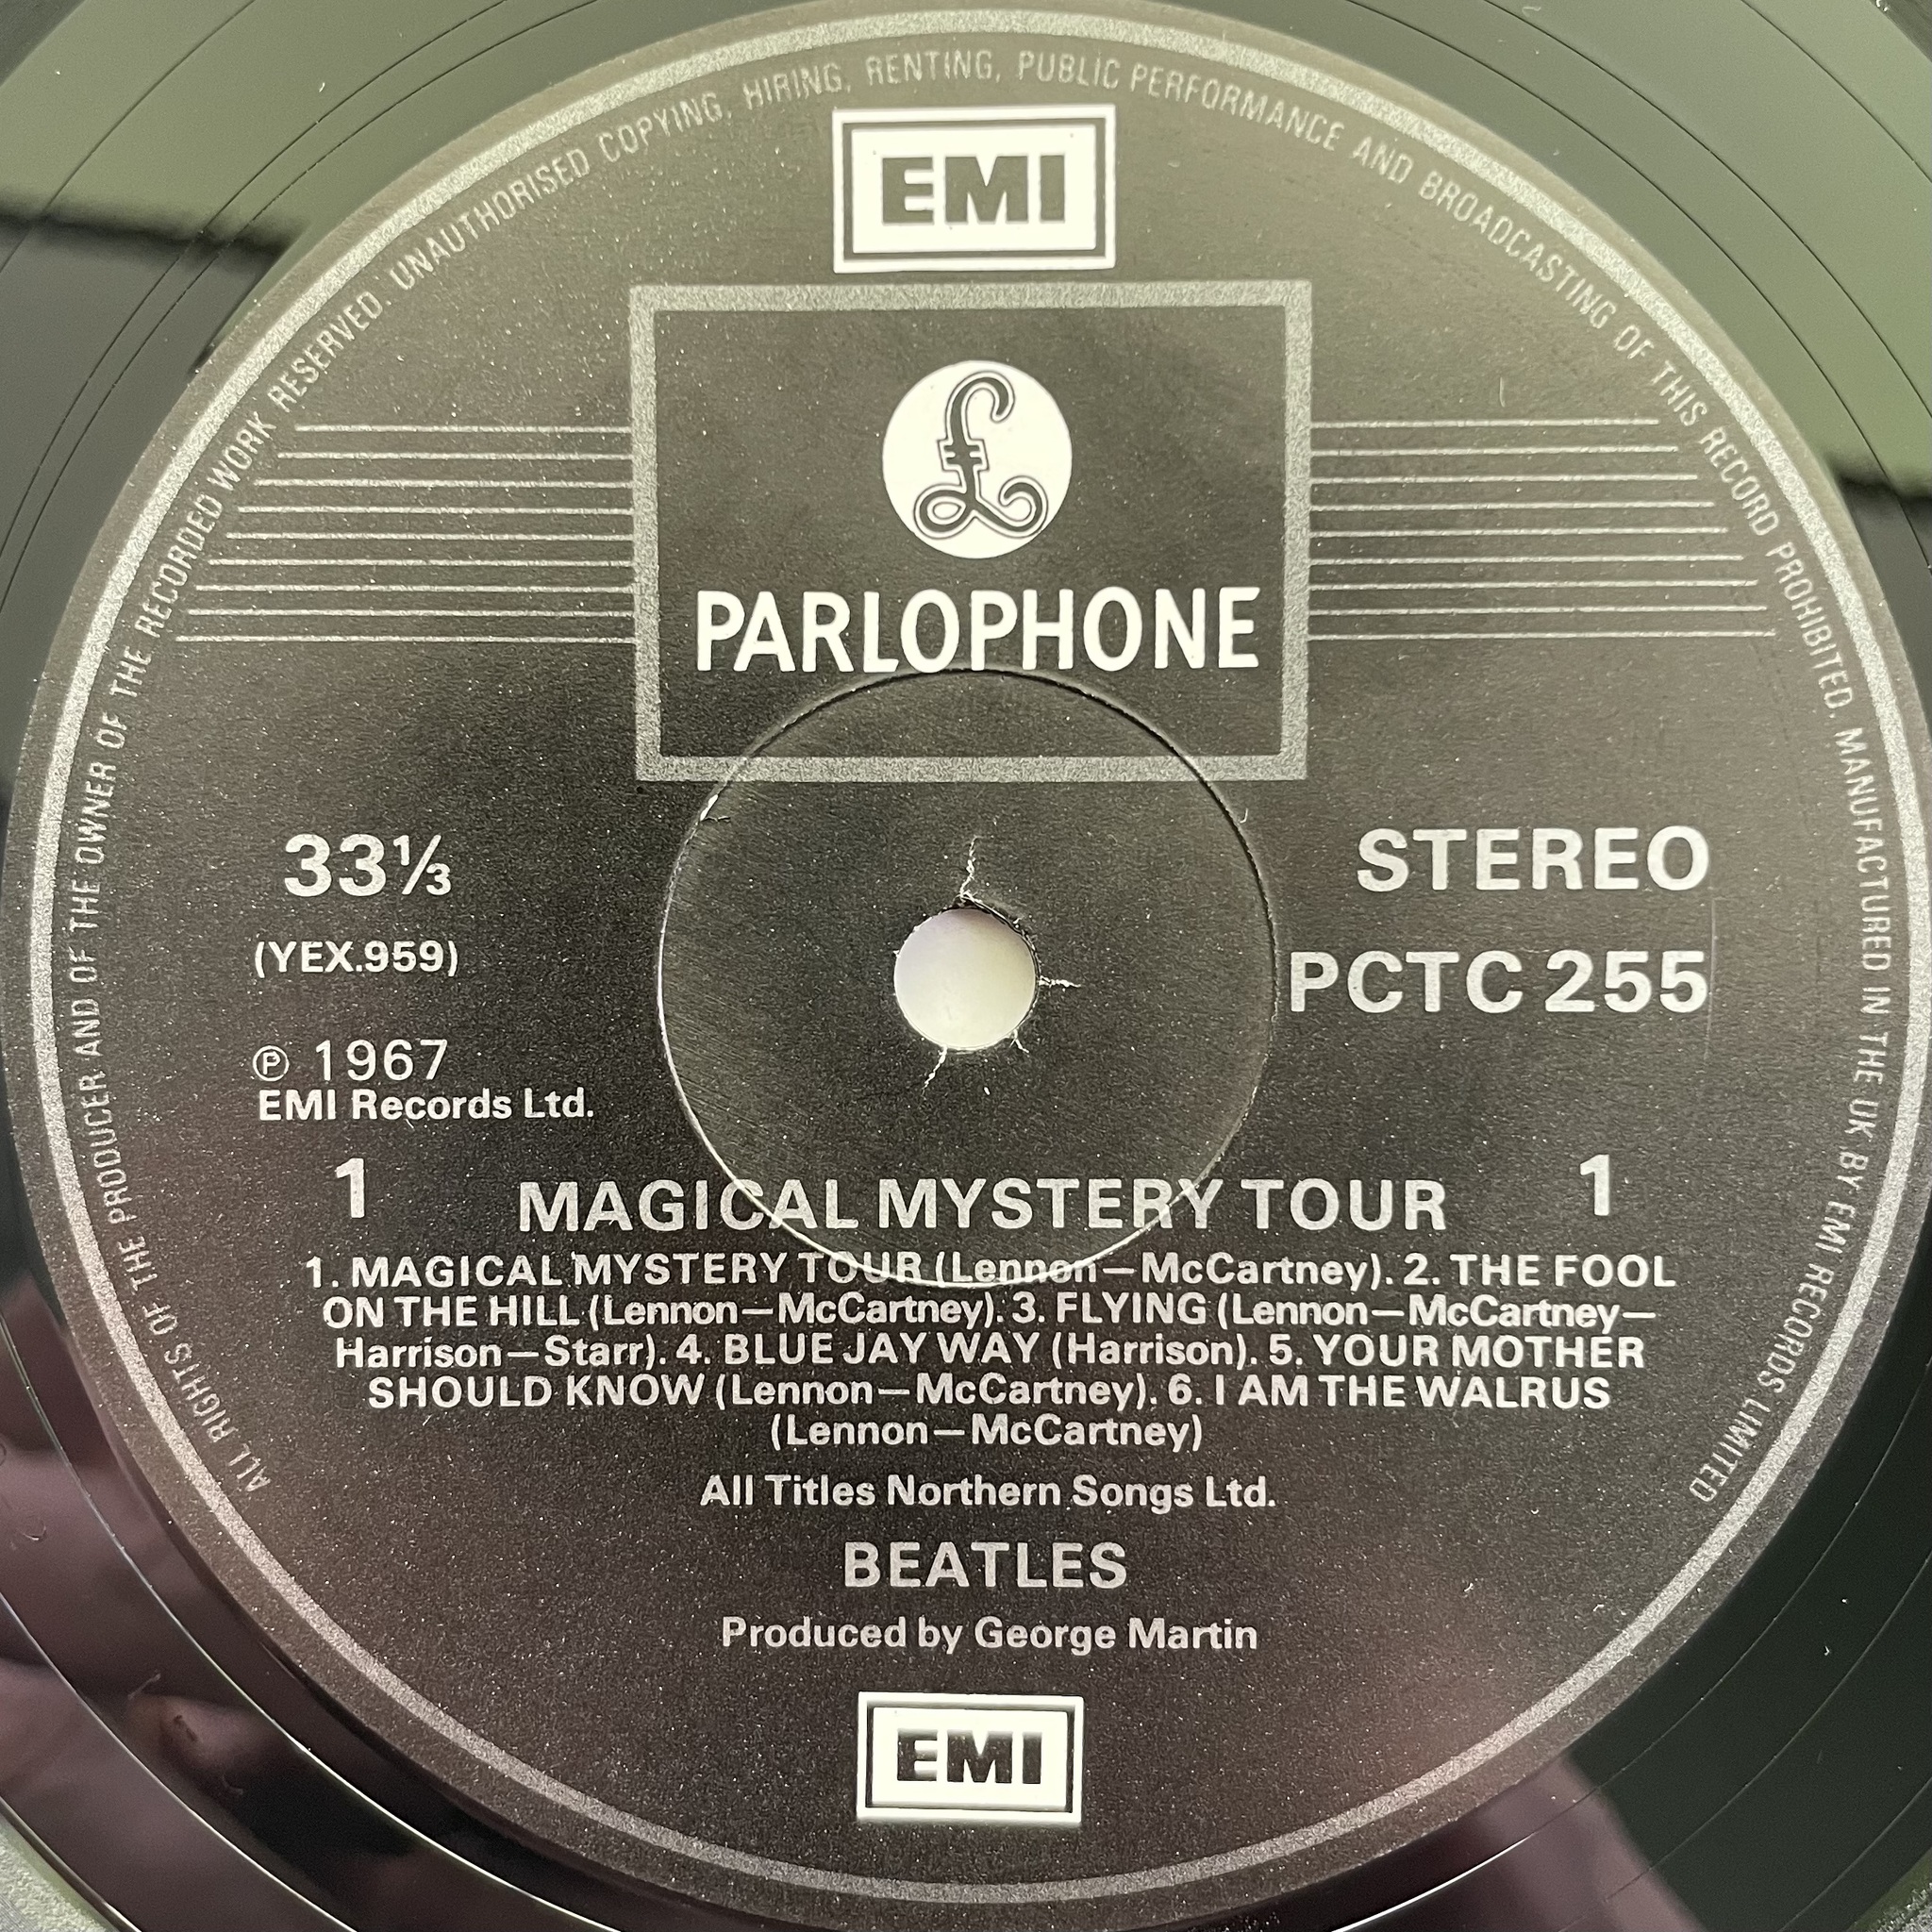 ALL RIGHTS OF THE PRODUCER AND OF THE OWNER OF THE RECORDED WORK RESERVED. UNAUTHORISED COPYING, HIRING, RENTING, PUBLIC PERFORMANCE AND BROADCASTING OF THIS RECORD PROHIBITED. MANUFACTURED IN THE UK BY EMI RECORDS LIMITED
EMI
£
PARLOPHONE
33⅓
STEREO
(YEX.959)
PCTC 255
℗ 1967
EMI Records Ltd.
1 MAGICAL MYSTERY TOUR 1
1. MAGICAL MYSTERY TOUR (Lennon—McCartney). 2. THE FOOL
ON THE HILL (Lennon—McCartney). 3. FLYING (Lennon—McCartney—
Harrison—Starr). 4. BLUE JAY WAY (Harrison). 5. YOUR MOTHER
SHOULD KNOW (Lennon—McCartney). 6. I AM THE WALRUS
(Lennon—McCartney)
All Titles Northern Songs Ltd.
BEATLES
Produced by George Martin
EMI